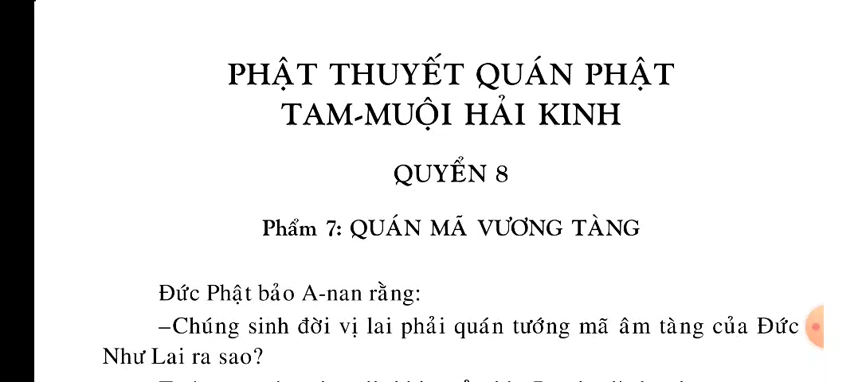 PHẬT THUYẾT QUÁN PHẬT
TAM-MUỘI HẢI KINH
QUYỂN 8
Phẩm 7: QUÁN MÃ VƯƠNG TÀNG
Đức Phật bảo A-nan rằng:
–Chúng sinh đời vị lai phải quán tướng mã âm tàng của Đức
Như Lai ra sao?